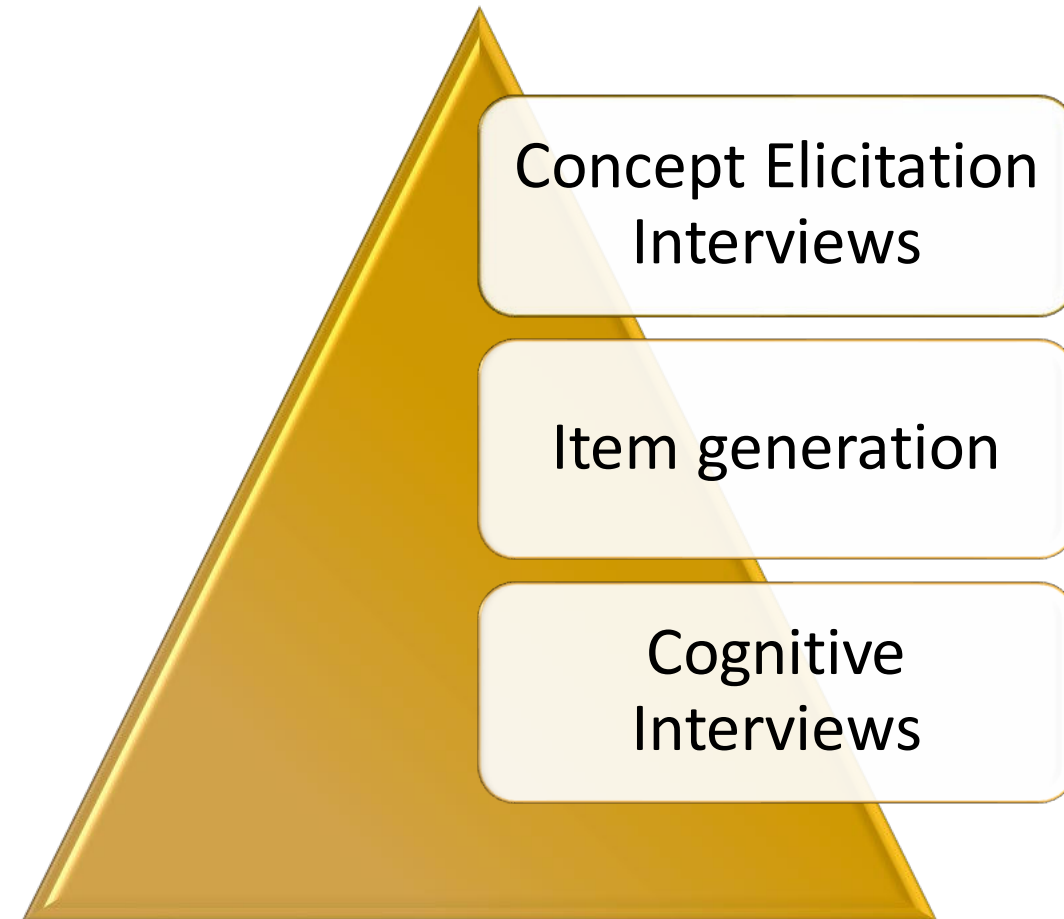 Concept Elicitation
Interviews
Item generation
Cognitive
Interviews